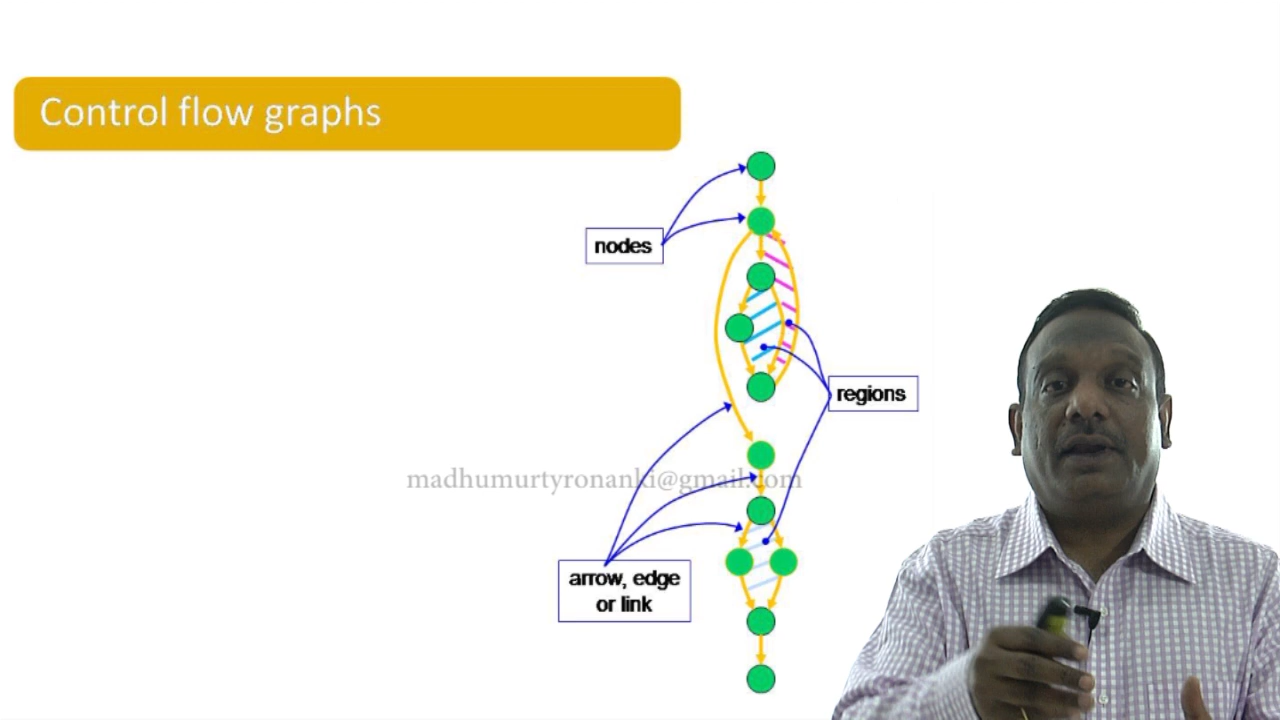 Control flow graphs
nodes
regions
madhumurtyronanki@gmail.com
arrow, edge
or link